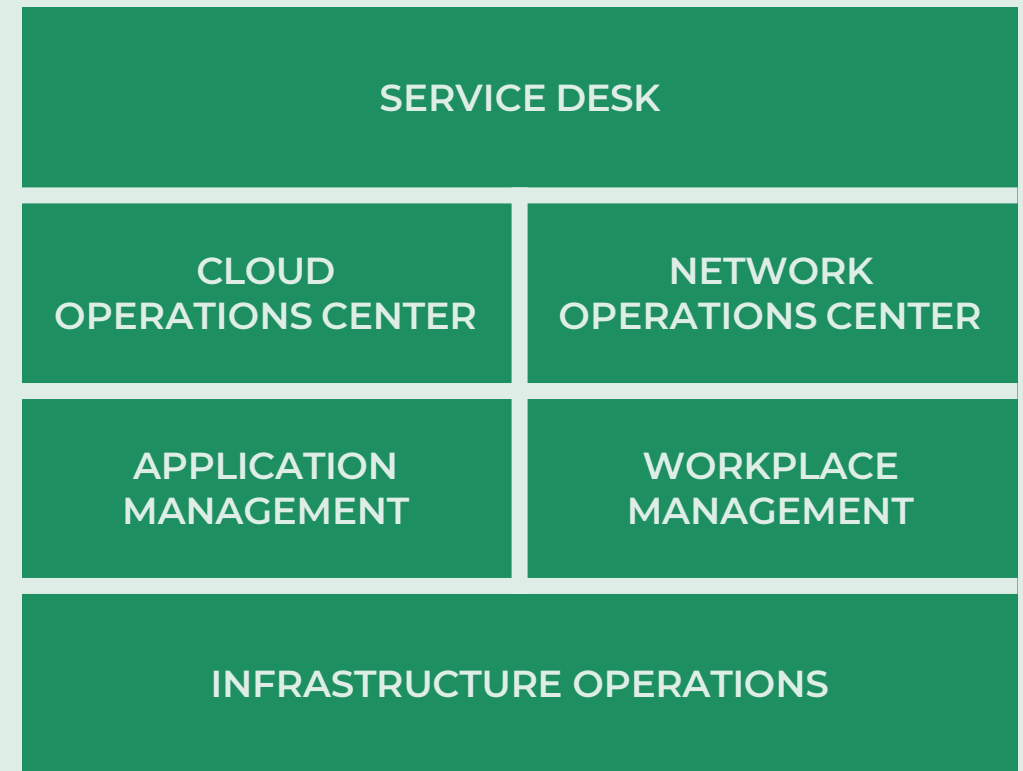 SERVICE DESK
CLOUD
OPERATIONS CENTER
NETWORK
OPERATIONS CENTER
APPLICATION
MANAGEMENT
WORKPLACE
MANAGEMENT
INFRASTRUCTURE OPERATIONS